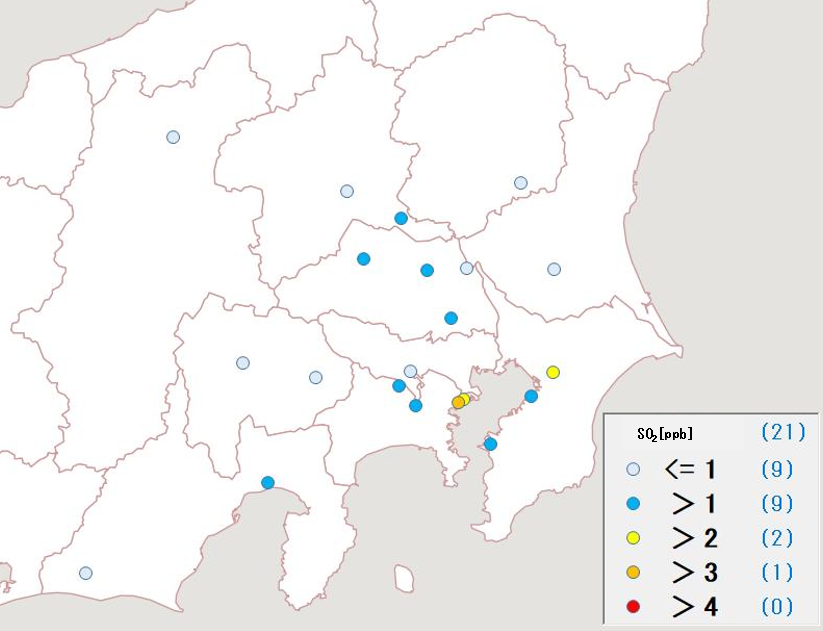 SO₂[ppb] (21)
<= 1 (9)
> 1 (9)
> 2 (2)
> 3 (1)
> 4 (0)